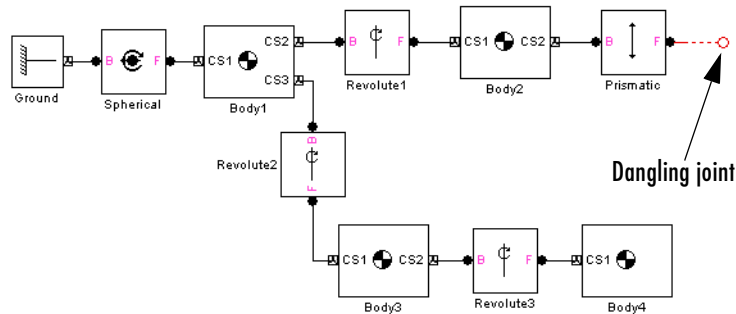 Ground
B F
Spherical
CS1 CS2 CS3
Body1
B F
Revolute1
CS1 CS2
Body2
B F
Prismatic
Dangling joint
Revolute2
B
F
CS1 CS2
Body3
B F
Revolute3
CS1
Body4